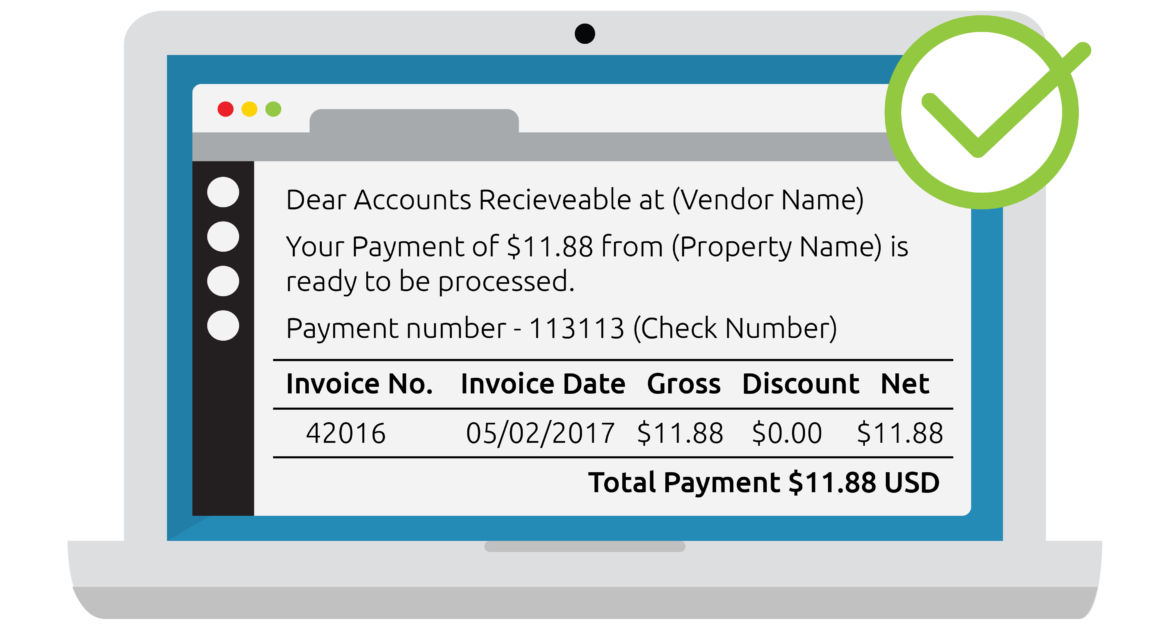 Dear Accounts Recieveable at (Vendor Name)
Your Payment of $11.88 from (Property Name) is
ready to be processed.
Payment number - 113113 (Check Number)
Invoice No. Invoice Date Gross Discount Net
42016 05/02/2017 $11.88 $0.00 $11.88
Total Payment $11.88 USD